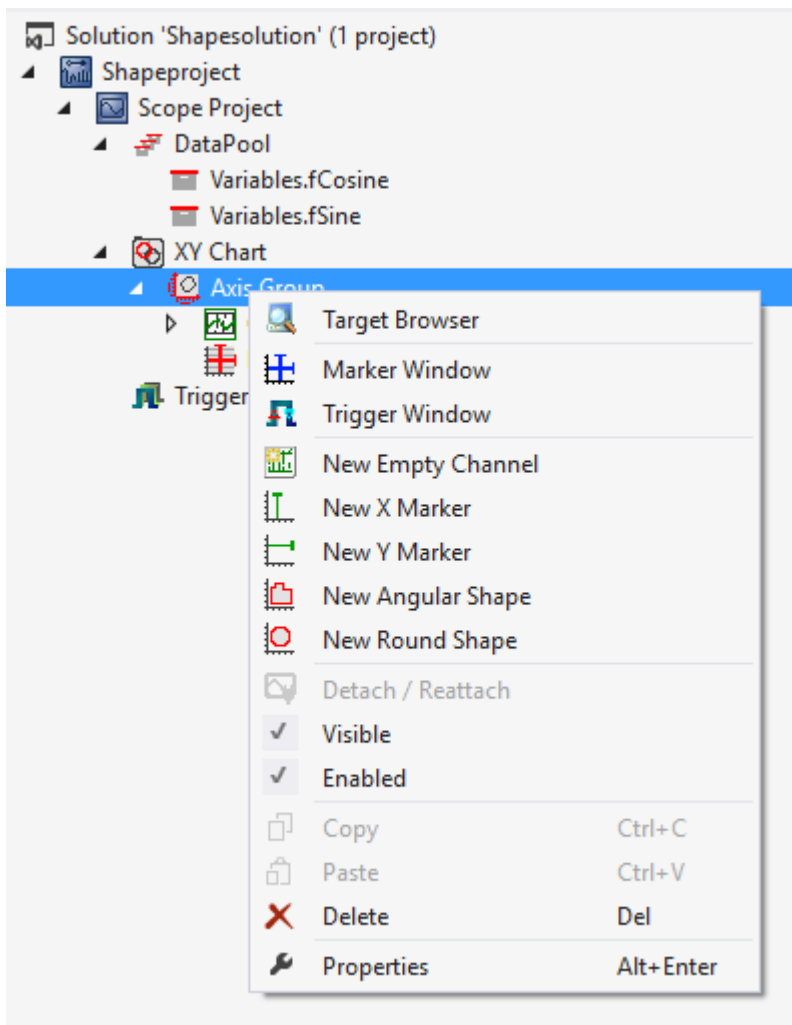 Solution 'Shapesolution' (1 project)
Shapeproject
Scope Project
DataPool
Variables.fCosine
Variables.fSine
XY Chart
Axis Group
Target Browser
Marker Window
Trigger
Trigger Window
New Empty Channel
New X Marker
New Y Marker
New Angular Shape
New Round Shape
Detach / Reattach
Visible
Enabled
Copy Ctrl+C
Paste Ctrl+V
Delete Del
Properties Alt+Enter